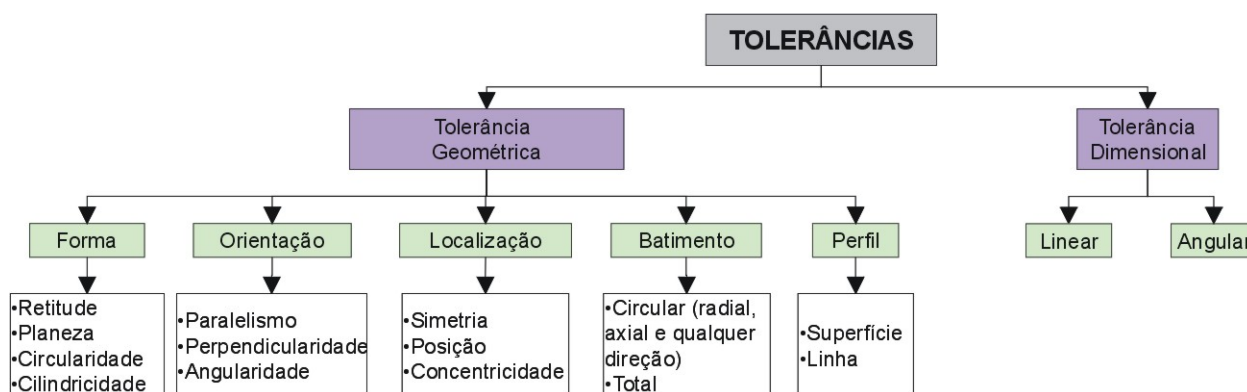 TOLERÂNCIAS
Tolerância
Geométrica
Tolerância
Dimensional
Forma
Orientação
Localização
Batimento
Perfil
Linear
Angular
•Retitude
•Planeza
•Circularidade
•Cilindricidade
•Paralelismo
•Perpendicularidade
•Angularidade
•Simetria
•Posição
•Concentricidade
•Circular (radial,
axial e qualquer
direção)
•Total
•Superfície
•Linha